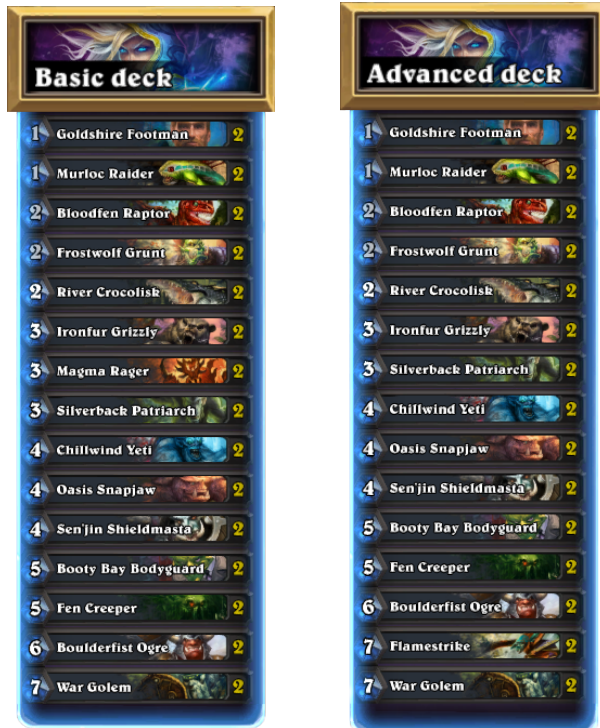 Basic deck
1 Goldshire Footman 2
1 Murloc Raider 2
2 Bloodfen Raptor 2
2 Frostwolf Grunt 2
2 River Crocolisk 2
3 Ironfur Grizzly 2
3 Magma Rager 2
3 Silverback Patriarch 2
4 Chillwind Yeti 2
4 Oasis Snapjaw 2
4 Sen'jin Shieldmasta 2
5 Booty Bay Bodyguard 2
5 Fen Creeper 2
6 Boulderfist Ogre 2
7 War Golem 2
Advanced deck
1 Goldshire Footman 2
1 Murloc Raider 2
2 Bloodfen Raptor 2
2 Frostwolf Grunt 2
2 River Crocolisk 2
3 Ironfur Grizzly 2
3 Silverback Patriarch 2
4 Chillwind Yeti 2
4 Oasis Snapjaw 2
4 Sen'jin Shieldmasta 2
5 Booty Bay Bodyguard 2
5 Fen Creeper 2
6 Boulderfist Ogre 2
7 Flamestrike 2
7 War Golem 2